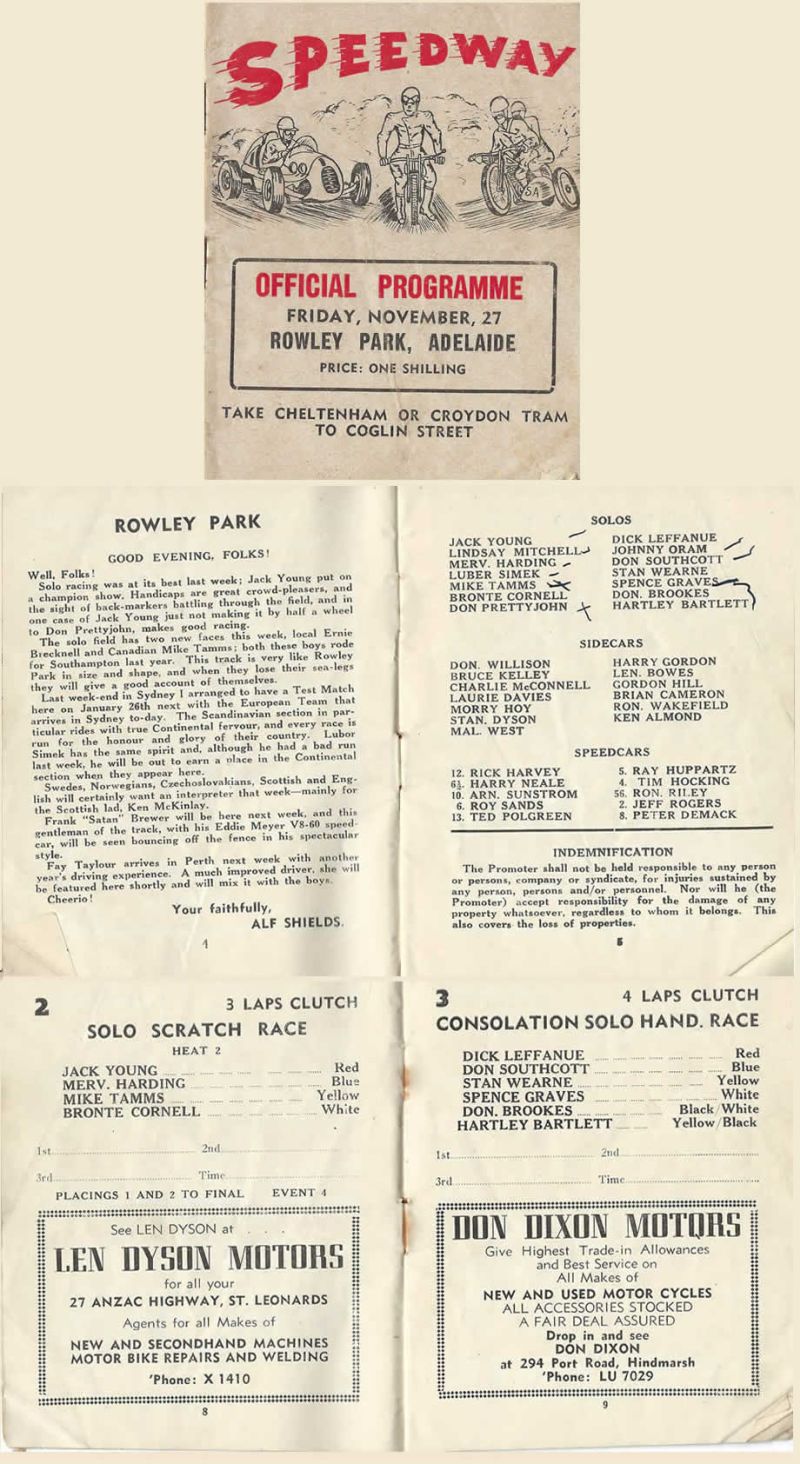 SPEEDWAY
SA
OFFICIAL PROGRAMME
FRIDAY, NOVEMBER, 27
ROWLEY PARK, ADELAIDE
PRICE: ONE SHILLING
TAKE CHELTENHAM OR CROYDON TRAM
TO COGLIN STREET
ROWLEY PARK
GOOD EVENING, FOLKS!
Well, Folks!
Solo racing was at its best last week; Jack Young put on
a champion show. Handicaps are great crowd-pleasers, and
the sight of back-markers battling through the field, and in
one case of Jack Young just not making it by half a wheel
to Don Prettyjohn, makes good racing.
The solo field has two new faces this week, local Ernie
Brecknell and Canadian Mike Tamms; both these boys rode
for Southampton last year. This track is very like Rowley
Park in size and shape, and when they lose their sea-legs
they will give a good account of themselves.
Last week-end in Sydney I arranged to have a Test Match
here on January 26th next with the European Team that
arrives in Sydney to-day. The Scandinavian section in par-
ticular rides with true Continental fervour, and every race is
run for the honour and glory of their country. Lubor
Simek has the same spirit and, although he had a bad run
last week, he will be out to earn a place in the Continental
section when they appear here.
Swedes, Norwegians, Czechoslovakians, Scottish and Eng-
lish will certainly want an interpreter that week—mainly for
the Scottish lad, Ken McKinlay.
Frank "Satan" Brewer will be here next week, and this
gentleman of the track, with his Eddie Meyer V8-60 speed-
car, will be seen bouncing off the fence in his spectacular
style.
Fay Taylour arrives in Perth next week with another
year's driving experience. A much improved driver, she will
be featured here shortly and will mix it with the boys.
Cheerio!
Your faithfully,
ALF SHIELDS.
4
SOLOS
JACK YOUNG
LINDSAY MITCHELL
MERV. HARDING
LUBER SIMEK
MIKE TAMMS
BRONTE CORNELL
DON PRETTYJOHN
DICK LEFFANUE
JOHNNY ORAM
DON SOUTHCOTT
STAN WEARNE
SPENCE GRAVES
DON. BROOKES
HARTLEY BARTLETT
SIDECARS
DON. WILLISON
BRUCE KELLEY
CHARLIE McCONNELL
LAURIE DAVIES
MORRY HOY
STAN. DYSON
MAL. WEST
HARRY GORDON
LEN. BOWES
GORDON HILL
BRIAN CAMERON
RON. WAKEFIELD
KEN ALMOND
SPEEDCARS
12. RICK HARVEY
6½. HARRY NEALE
10. ARN. SUNSTROM
6. ROY SANDS
13. TED POLGREEN
5. RAY HUPPARTZ
4. TIM HOCKING
56. RON. RILEY
2. JEFF ROGERS
8. PETER DEMACK
INDEMNIFICATION
The Promoter shall not be held responsible to any person
or persons, company or syndicate, for injuries sustained by
any person, persons and/or personnel. Nor will he (the
Promoter) accept responsibility for the damage of any
property whatsoever, regardless to whom it belongs. This
also covers the loss of properties.
5
2 3 LAPS CLUTCH
SOLO SCRATCH RACE
HEAT 2
JACK YOUNG Red
MERV. HARDING Blue
MIKE TAMMS Yellow
BRONTE CORNELL White
1st 2nd
3rd Time
PLACINGS 1 AND 2 TO FINAL EVENT 4
See LEN DYSON at . . .
LEN DYSON MOTORS
for all your
27 ANZAC HIGHWAY, ST. LEONARDS
Agents for all Makes of
NEW AND SECONDHAND MACHINES
MOTOR BIKE REPAIRS AND WELDING
'Phone: X 1410
8
3 4 LAPS CLUTCH
CONSOLATION SOLO HAND. RACE
DICK LEFFANUE Red
DON SOUTHCOTT Blue
STAN WEARNE Yellow
SPENCE GRAVES White
DON. BROOKES Black/White
HARTLEY BARTLETT Yellow/Black
1st 2nd
3rd Time
DON DIXON MOTORS
Give Highest Trade-in Allowances
and Best Service on
All Makes of
NEW AND USED MOTOR CYCLES
ALL ACCESSORIES STOCKED
A FAIR DEAL ASSURED
Drop in and see
DON DIXON
at 294 Port Road, Hindmarsh
'Phone: LU 7029
9